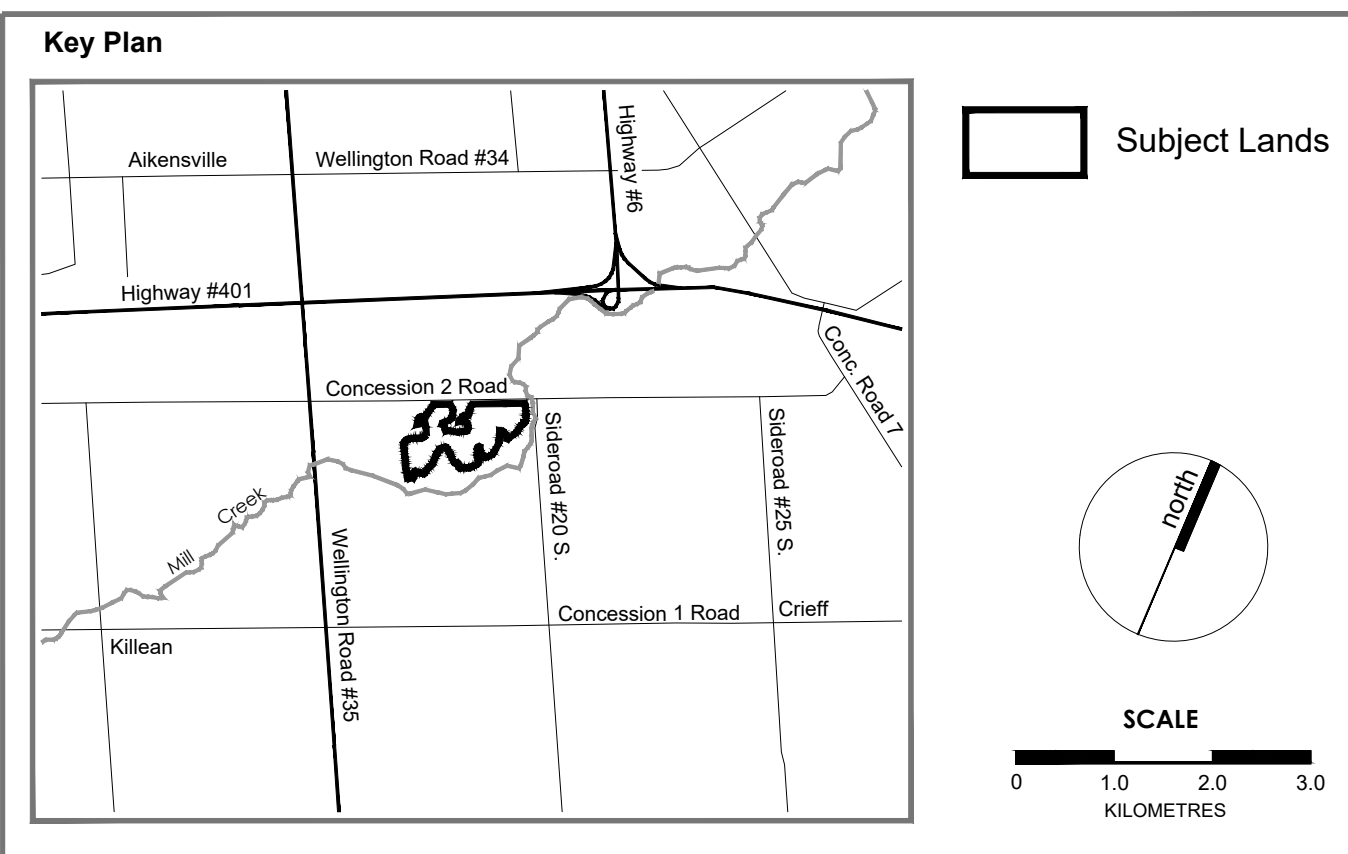 Key Plan
Aikensville
Wellington Road #34
Highway #6
Highway #401
Conc. Road 7
Concession 2 Road
Sideroad #20 S.
Sideroad #25 S.
Mill Creek
Wellington Road #35
Concession 1 Road
Crieff
Killean
Subject Lands
north
SCALE
0 1.0 2.0 3.0
KILOMETRES